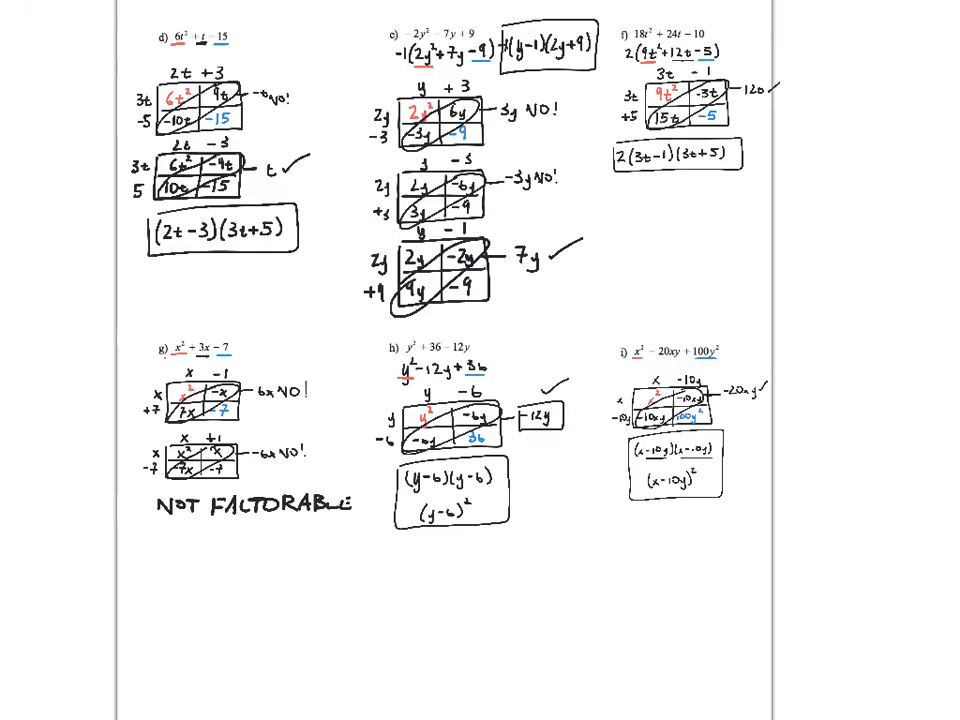 d) 6t² + t − 15
2t +3
3t 6t² 9t −t NO!
-5 -10t -15
2t -3
3t 6t² -9t t ✓
5 10t -15
(2t-3)(3t+5)
e) −2y² − 7y + 9
-1(2y²+7y-9) -1(y-1)(2y+9)
y +3
2y 2y² 6y 3y NO!
-3 -3y -9
y -3
2y 2y -6y -3y NO!
+3 3y -9
y -1
2y 2y -2y 7y ✓
+9 9y -9
f) 18t² + 24t − 10
2(9t²+12t-5)
3t -1
3t 9t² -3t 12t ✓
+5 15t -5
2(3t-1)(3t+5)
g) x² + 3x − 7
x -1
x x² -x 6x NO!
+7 7x -7
x +1
x x² x -6x NO!
-7 -7x -7
NOT FACTORABLE
h) y² + 36 − 12y
y²-12y+36
y -6 ✓
y y² -6y -12y
-6 -6y 36
(y-6)(y-6)
(y-6)²
i) x² − 20xy + 100y²
x -10y
x x² -10xy -20xy ✓
-10y -10xy 100y²
(x-10y)(x-10y)
(x-10y)²